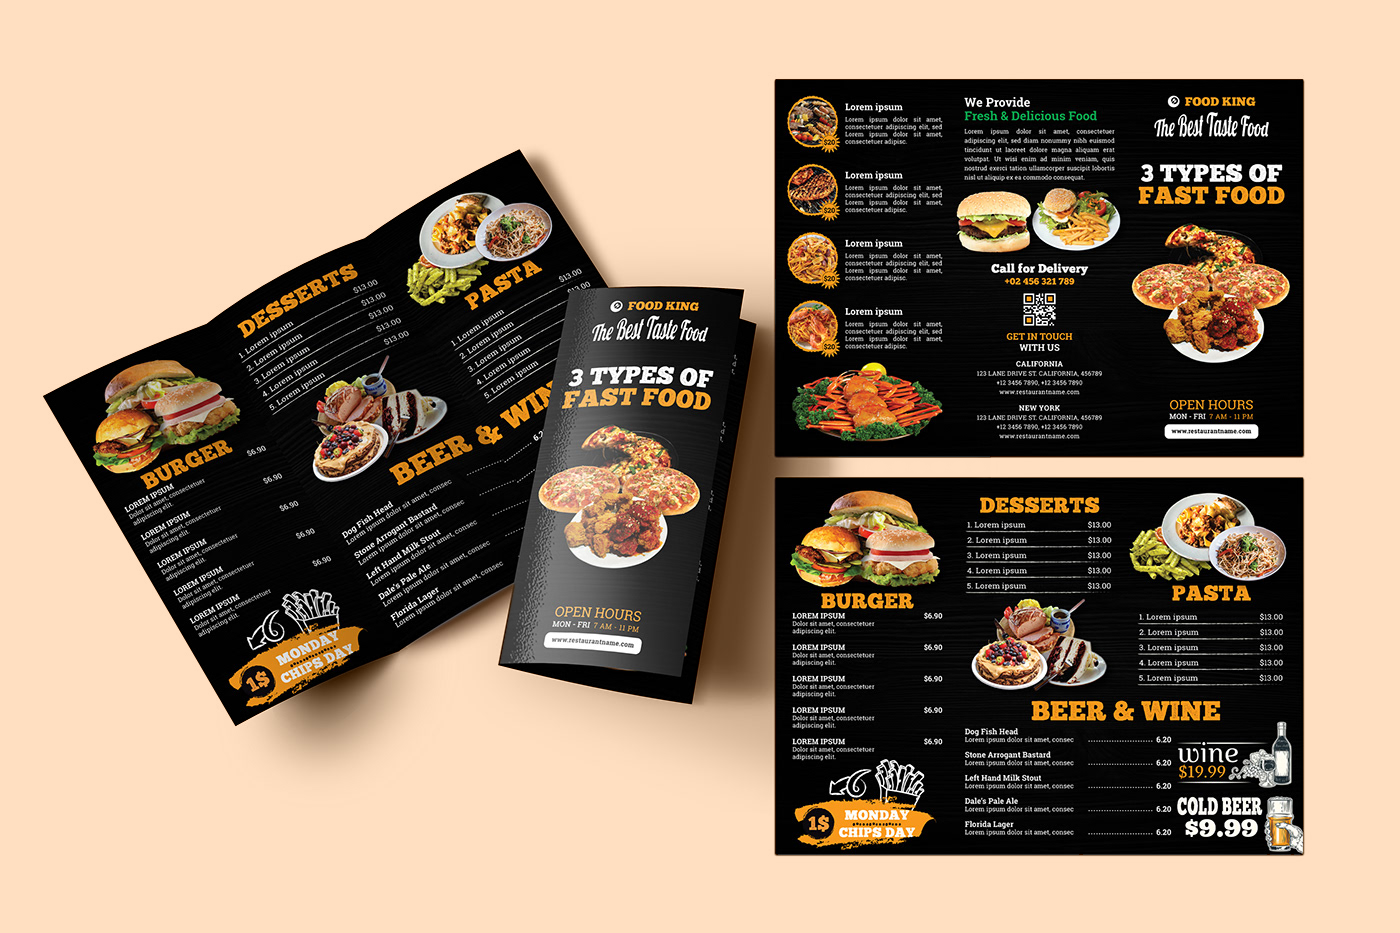 DESSERTS
1. Lorem ipsum $13.00
2. Lorem ipsum $13.00
3. Lorem ipsum $13.00
4. Lorem ipsum $13.00
5. Lorem ipsum
PASTA
1. Lorem ipsum $13.00
2. Lorem ipsum
3. Lorem ipsum
4. Lorem ipsum
5. Lorem ipsum
BURGER
LOREM IPSUM $6.90
Dolor sit amet, consectetuer
adipiscing elit.
LOREM IPSUM $6.90
Dolor sit amet, consectetuer
adipiscing elit.
LOREM IPSUM $6.90
Dolor sit amet, consectetuer
adipiscing elit.
LOREM IPSUM $6.90
Dolor sit amet, consectetuer
adipiscing elit.
LOREM IPSUM $6.90
Dolor sit amet, consectetuer
adipiscing elit.
BEER & WIN
Dog Fish Head
Lorem ipsum dolor sit amet, consec
Stone Arrogant Bastard
Lorem ipsum dolor sit amet, consec
Left Hand Milk Stout
Lorem ipsum dolor sit amet, consec
Dale's Pale Ale
Lorem ipsum dolor sit amet, consec
Florida Lager
Lorem ipsum dolor sit amet, consec
1$ MONDAY
CHIPS DAY
FOOD KING
The Best Taste Food
3 TYPES OF
FAST FOOD
OPEN HOURS
MON - FRI 7 AM - 11 PM
www.restaurantname.com
Lorem ipsum
Lorem ipsum dolor sit amet,
consectetuer adipiscing elit, sed
Lorem ipsum dolor sit amet,
consectetuer adipisc.
$20
Lorem ipsum
Lorem ipsum dolor sit amet,
consectetuer adipiscing elit, sed
Lorem ipsum dolor sit amet,
consectetuer adipisc.
$20
Lorem ipsum
Lorem ipsum dolor sit amet,
consectetuer adipiscing elit, sed
Lorem ipsum dolor sit amet,
consectetuer adipisc.
$20
Lorem ipsum
Lorem ipsum dolor sit amet,
consectetuer adipiscing elit, sed
Lorem ipsum dolor sit amet,
consectetuer adipisc.
$20
We Provide
Fresh & Delicious Food
Lorem ipsum dolor sit amet, consectetuer
adipiscing elit, sed diam nonummy nibh euismod
tincidunt ut laoreet dolore magna aliquam erat
volutpat. Ut wisi enim ad minim veniam, quis
nostrud exerci tation ullamcorper suscipit lobortis
nisl ut aliquip ex ea commodo consequat.
Call for Delivery
+02 456 321 789
GET IN TOUCH
WITH US
CALIFORNIA
123 LANE DRIVE ST. CALIFORNIA, 456789
+12 3456 7890, +12 3456 7890
www.restaurantname.com
NEW YORK
123 LANE DRIVE ST. CALIFORNIA, 456789
+12 3456 7890, +12 3456 7890
www.restaurantname.com
FOOD KING
The Best Taste Food
3 TYPES OF
FAST FOOD
OPEN HOURS
MON - FRI 7 AM - 11 PM
www.restaurantname.com
BURGER
LOREM IPSUM $6.90
Dolor sit amet, consectetuer
adipiscing elit.
LOREM IPSUM $6.90
Dolor sit amet, consectetuer
adipiscing elit.
LOREM IPSUM $6.90
Dolor sit amet, consectetuer
adipiscing elit.
LOREM IPSUM $6.90
Dolor sit amet, consectetuer
adipiscing elit.
LOREM IPSUM $6.90
Dolor sit amet, consectetuer
adipiscing elit.
1$ MONDAY
CHIPS DAY
DESSERTS
1. Lorem ipsum $13.00
2. Lorem ipsum $13.00
3. Lorem ipsum $13.00
4. Lorem ipsum $13.00
5. Lorem ipsum $13.00
PASTA
1. Lorem ipsum $13.00
2. Lorem ipsum $13.00
3. Lorem ipsum $13.00
4. Lorem ipsum $13.00
5. Lorem ipsum $13.00
BEER & WINE
Dog Fish Head
Lorem ipsum dolor sit amet, consec 6.20
Stone Arrogant Bastard
Lorem ipsum dolor sit amet, consec 6.20
Left Hand Milk Stout
Lorem ipsum dolor sit amet, consec 6.20
Dale's Pale Ale
Lorem ipsum dolor sit amet, consec 6.20
Florida Lager
Lorem ipsum dolor sit amet, consec 6.20
wine
$19.99
COLD BEER
$9.99